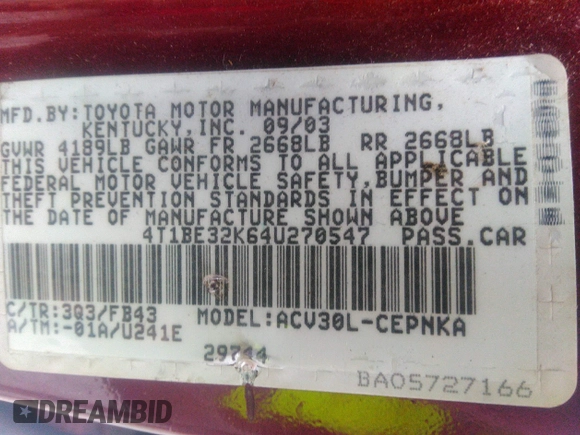 MFD.BY:TOYOTA MOTOR MANUFACTURING,
KENTUCKY,INC. 09/03
GVWR 4189LB GAWR FR 2668LB RR 2668LB
THIS VEHICLE CONFORMS TO ALL APPLICABLE
FEDERAL MOTOR VEHICLE SAFETY,BUMPER AND
THEFT PREVENTION STANDARDS IN EFFECT ON
THE DATE OF MANUFACTURE SHOWN ABOVE
4T1BE32K64U270547 PASS.CAR
C/TR:3Q3/FB43 MODEL:ACV30L-CEPNKA
A/TM:-01A/U241E
BA05727166
DREAMBID